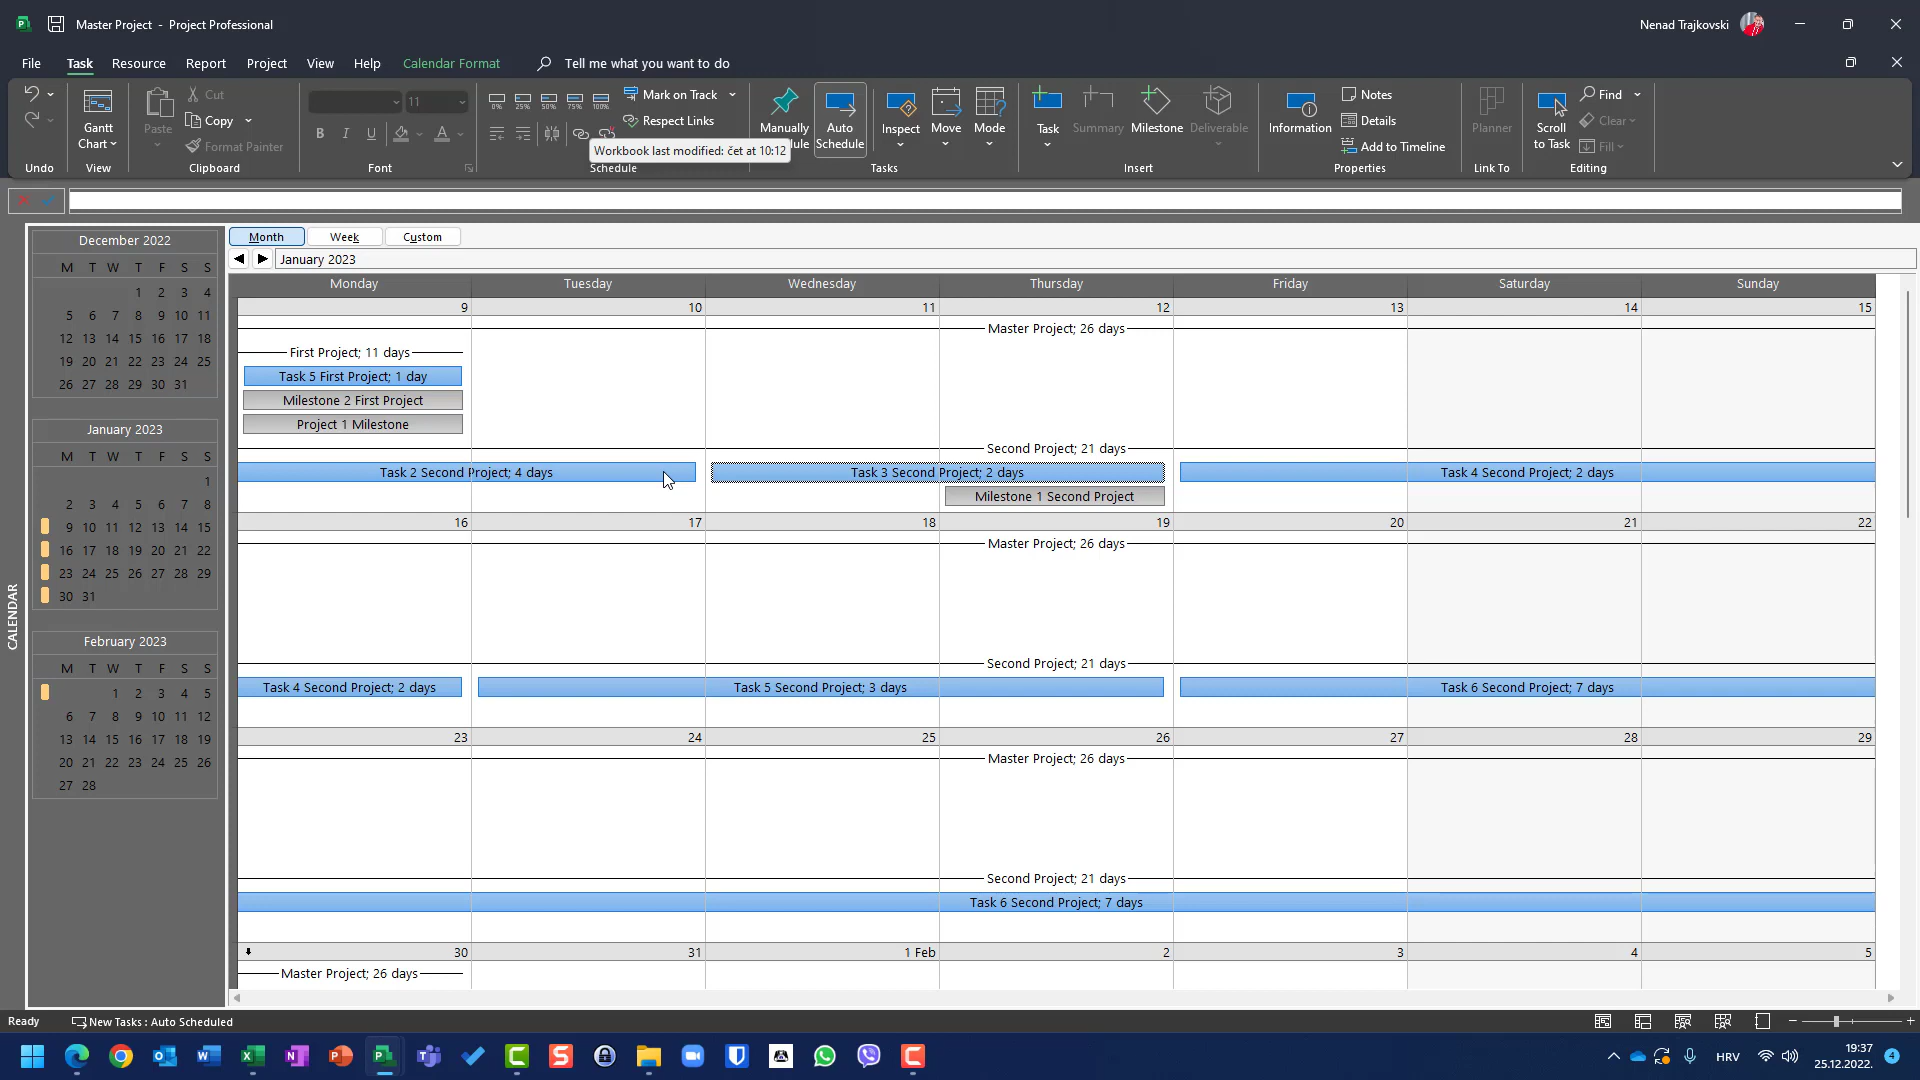 Master Project - Project Professional
Nenad Trajkovski
File Task Resource Report Project View Help Calendar Format Tell me what you want to do
Undo
Gantt Chart
View
Paste
Cut
Copy
Format Painter
Clipboard
11
B I U A
Font
0% 25% 50% 75% 100%
Mark on Track
Respect Links
Workbook last modified: čet at 10:12
Schedule
Manually
ule
Auto Schedule
Inspect
Move
Mode
Tasks
Task
Summary
Milestone
Deliverable
Insert
Information
Notes
Details
Add to Timeline
Properties
Planner
Link To
Scroll to Task
Find
Clear
Fill
Editing
CALENDAR
December 2022
M T W T F S S
1 2 3 4
5 6 7 8 9 10 11
12 13 14 15 16 17 18
19 20 21 22 23 24 25
26 27 28 29 30 31
January 2023
M T W T F S S
1
2 3 4 5 6 7 8
9 10 11 12 13 14 15
16 17 18 19 20 21 22
23 24 25 26 27 28 29
30 31
February 2023
M T W T F S S
1 2 3 4 5
6 7 8 9 10 11 12
13 14 15 16 17 18 19
20 21 22 23 24 25 26
27 28
Month Week Custom
January 2023
Monday Tuesday Wednesday Thursday Friday Saturday Sunday
9 10 11 12 13 14 15
Master Project; 26 days
First Project; 11 days
Task 5 First Project; 1 day
Milestone 2 First Project
Project 1 Milestone
Second Project; 21 days
Task 2 Second Project; 4 days Task 3 Second Project; 2 days Task 4 Second Project; 2 days
Milestone 1 Second Project
16 17 18 19 20 21 22
Master Project; 26 days
Second Project; 21 days
Task 4 Second Project; 2 days Task 5 Second Project; 3 days Task 6 Second Project; 7 days
23 24 25 26 27 28 29
Master Project; 26 days
Second Project; 21 days
Task 6 Second Project; 7 days
30 31 1 Feb 2 3 4 5
Master Project; 26 days
Ready New Tasks : Auto Scheduled
HRV
19:37
25.12.2022.
4